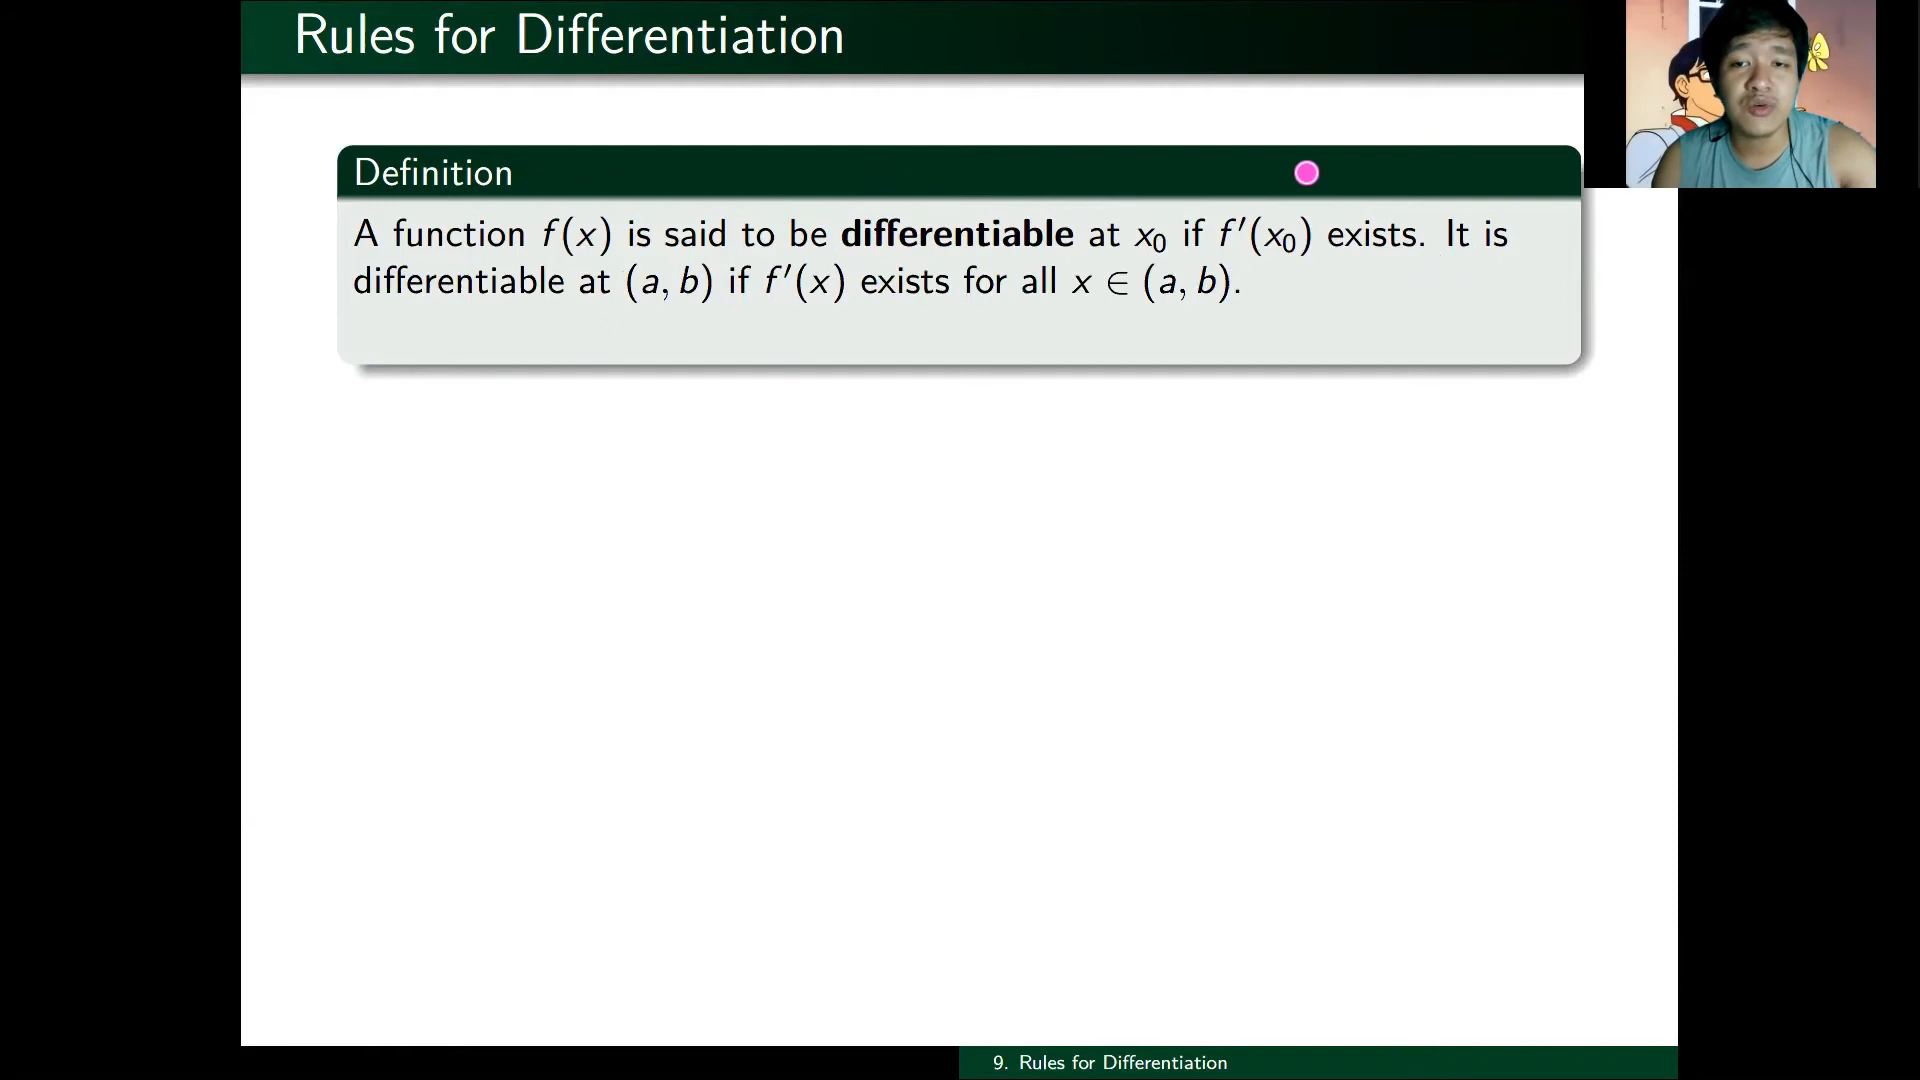 Rules for Differentiation
Definition
A function f(x) is said to be differentiable at x₀ if f′(x₀) exists. It is
differentiable at (a, b) if f′(x) exists for all x ∈ (a, b).
9. Rules for Differentiation